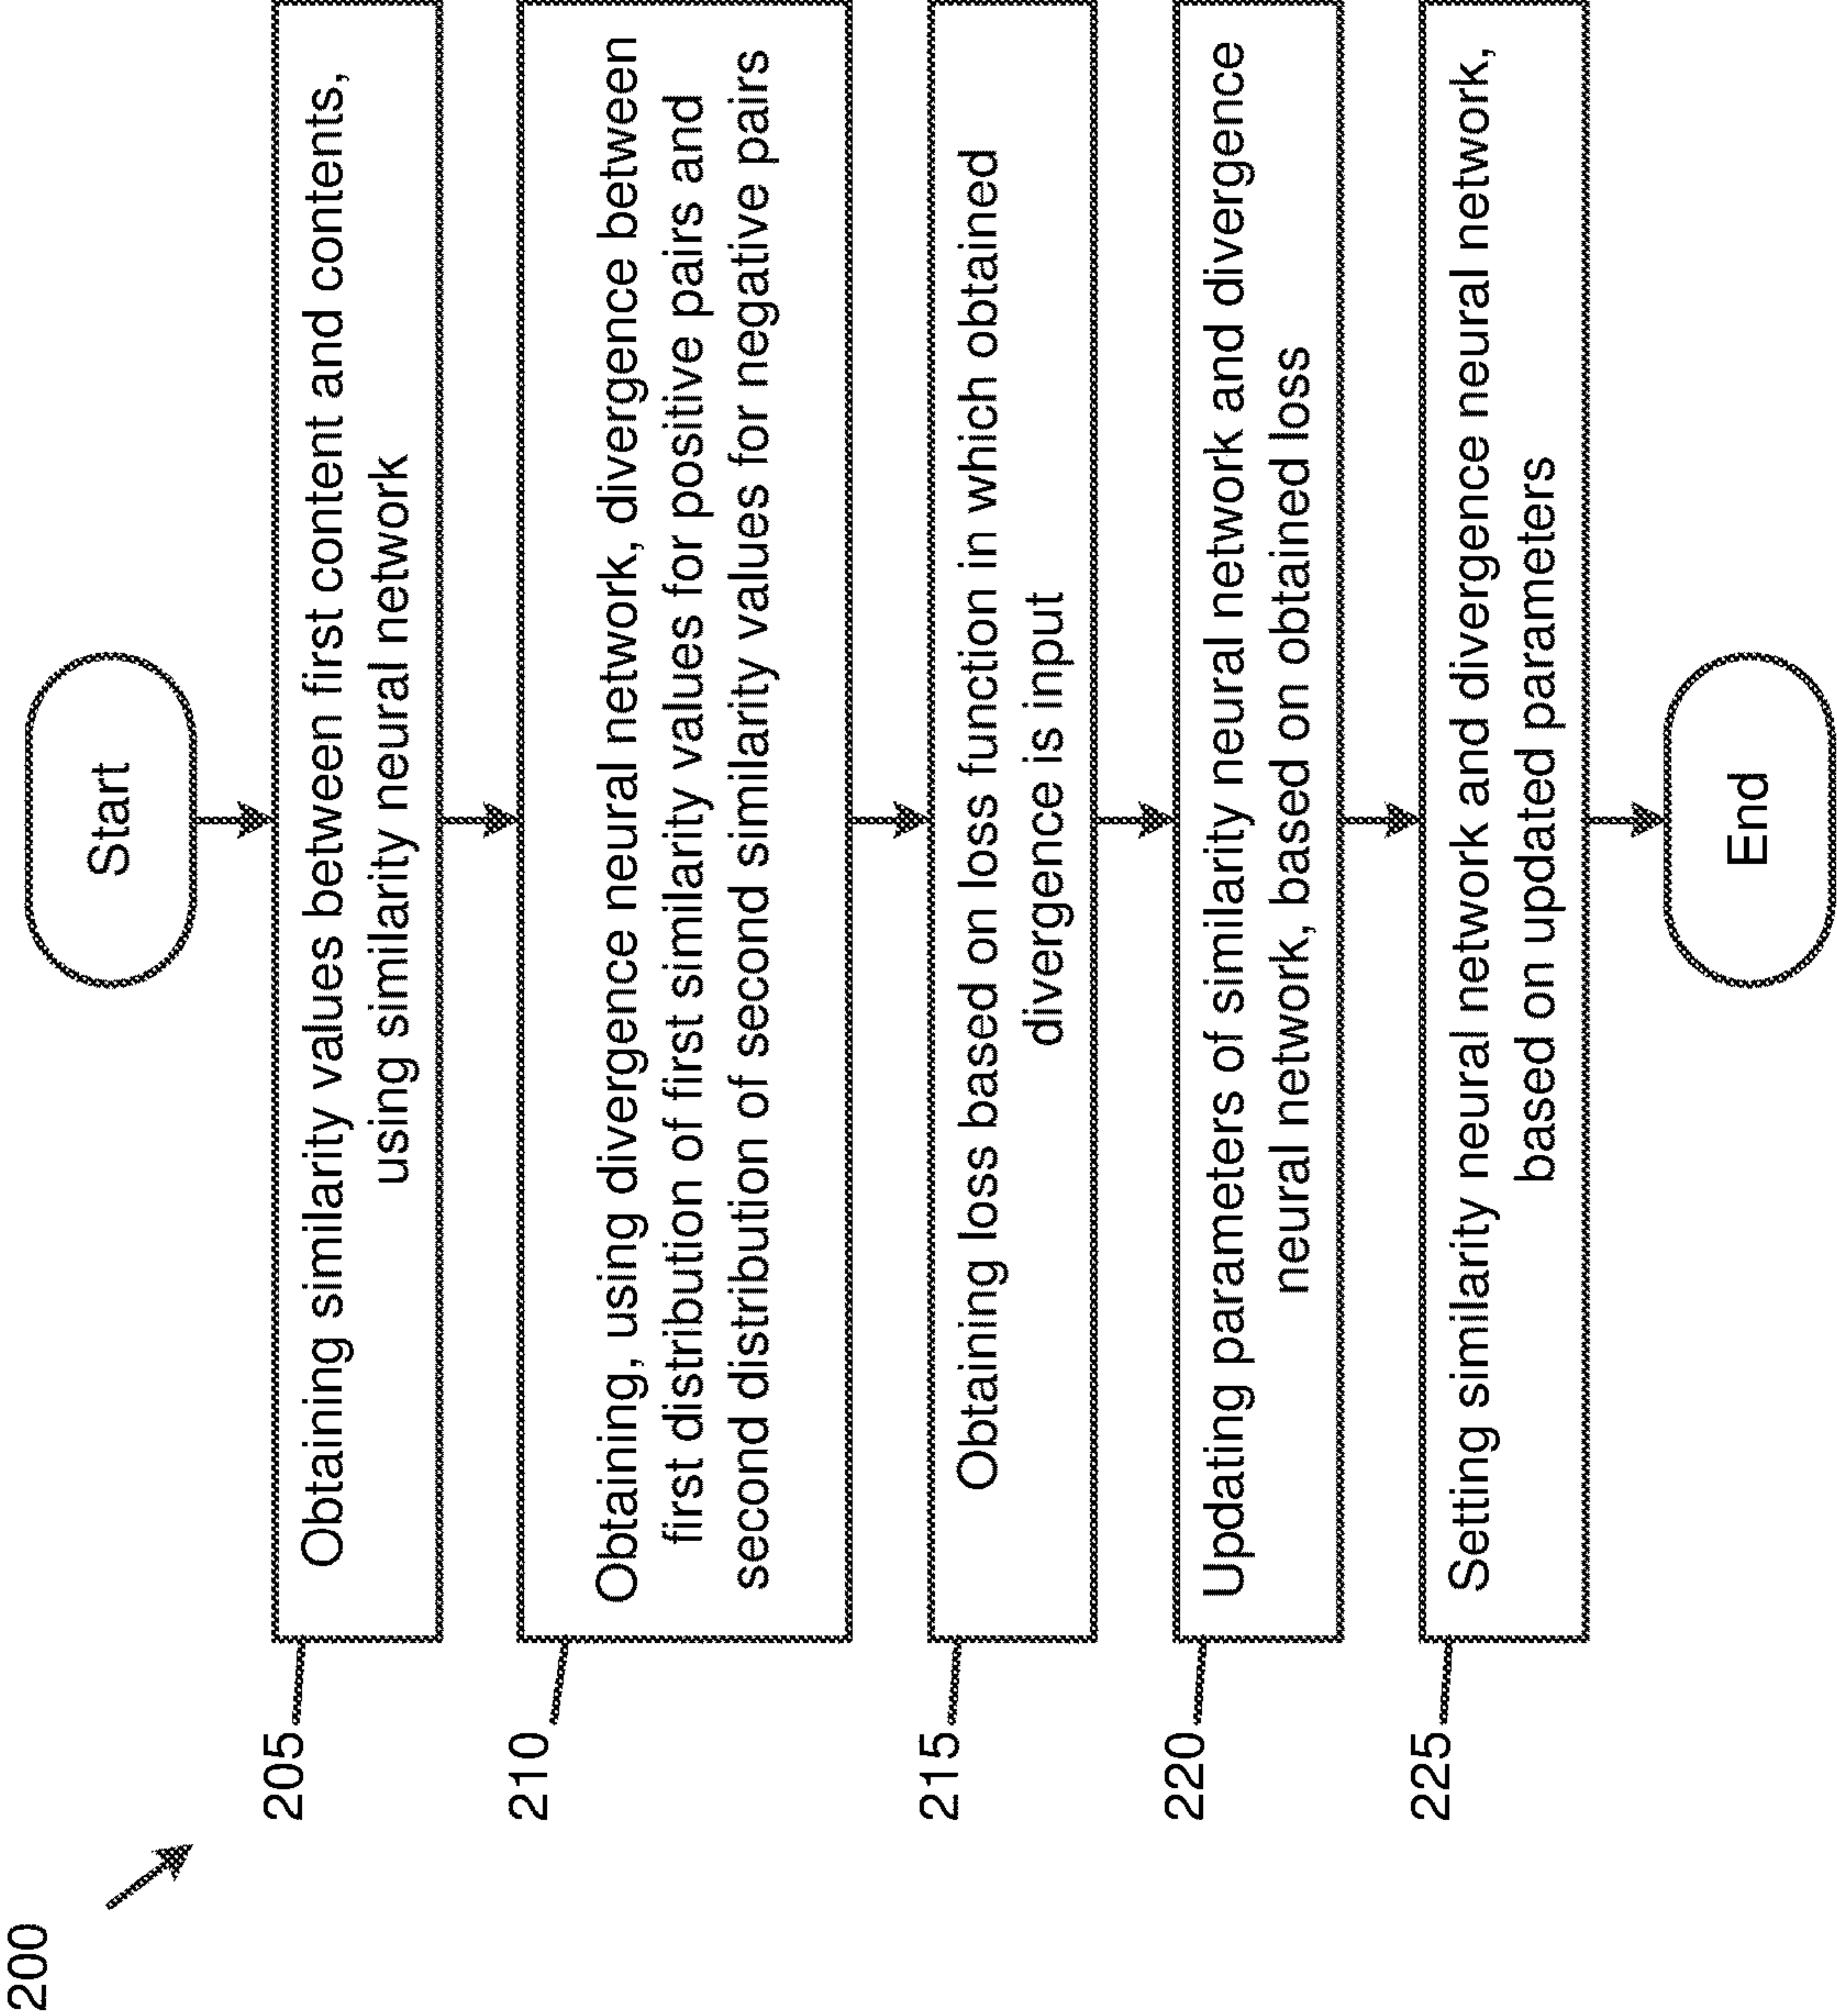 200
Start
205
Obtaining similarity values between first content and contents,
using similarity neural network
210
Obtaining, using divergence neural network, divergence between
first distribution of first similarity values for positive pairs and
second distribution of second similarity values for negative pairs
215
Obtaining loss based on loss function in which obtained
divergence is input
220
Updating parameters of similarity neural network and divergence
neural network, based on obtained loss
225
Setting similarity neural network and divergence neural network,
based on updated parameters
End